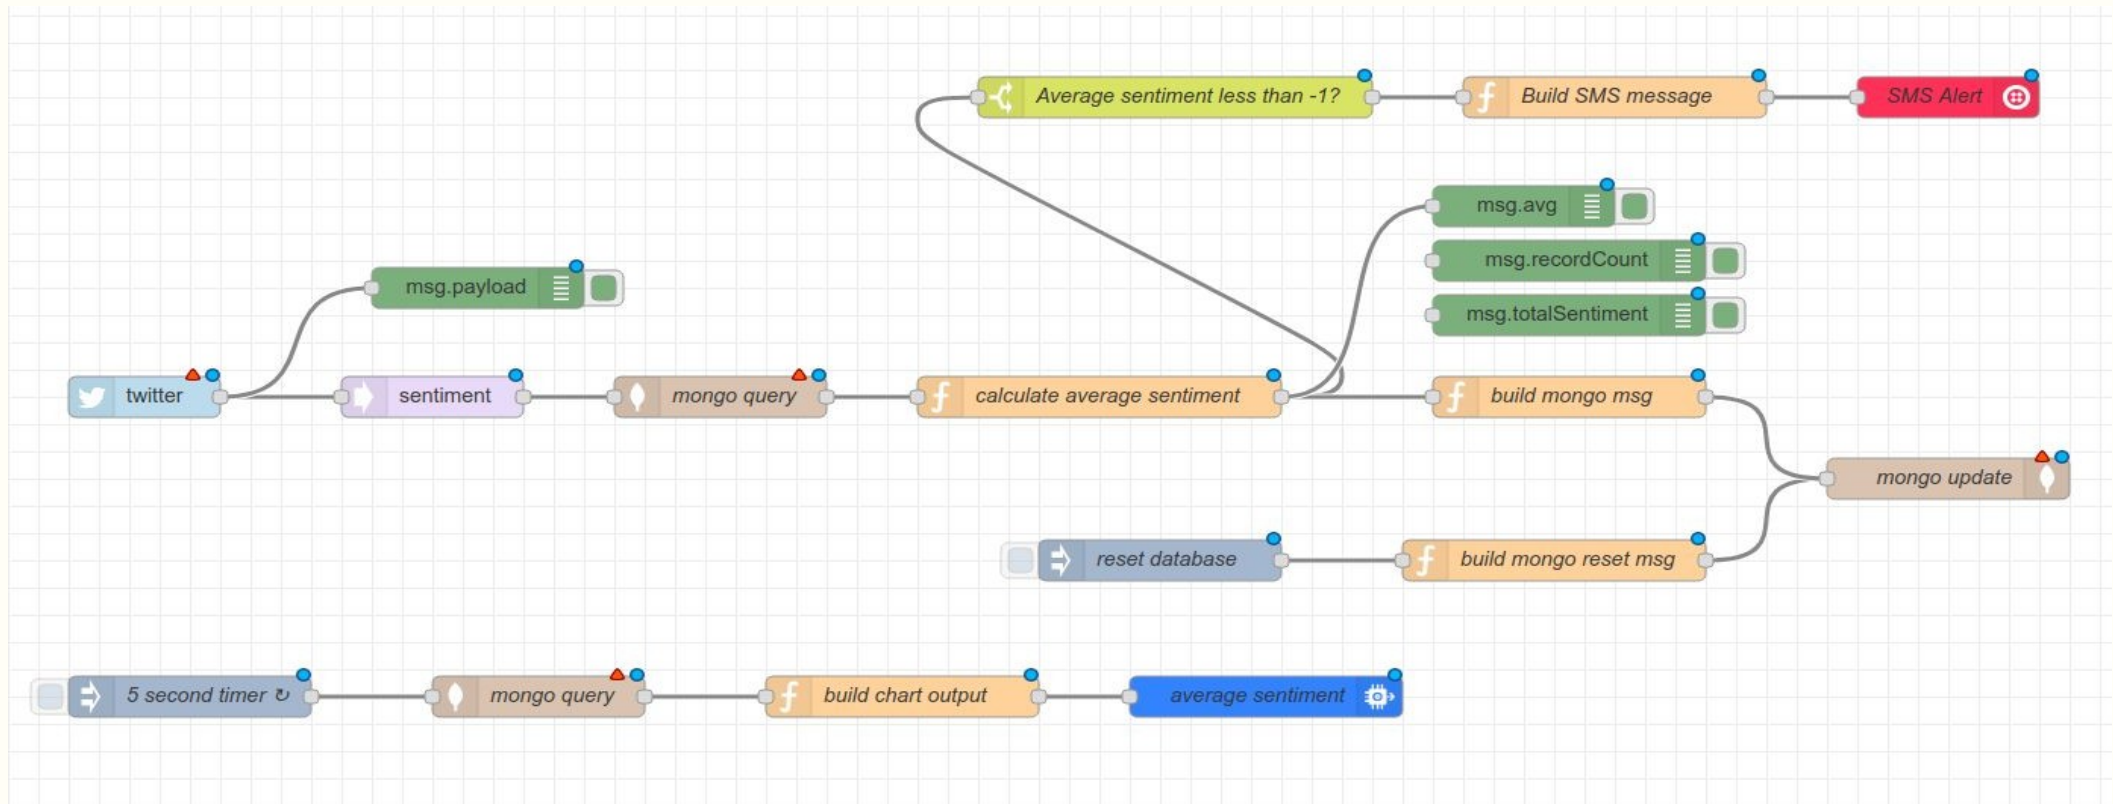 Average sentiment less than -1?
Build SMS message
SMS Alert
msg.avg
msg.recordCount
msg.payload
msg.totalSentiment
twitter
sentiment
mongo query
calculate average sentiment
build mongo msg
mongo update
reset database
build mongo reset msg
5 second timer ↻
mongo query
build chart output
average sentiment